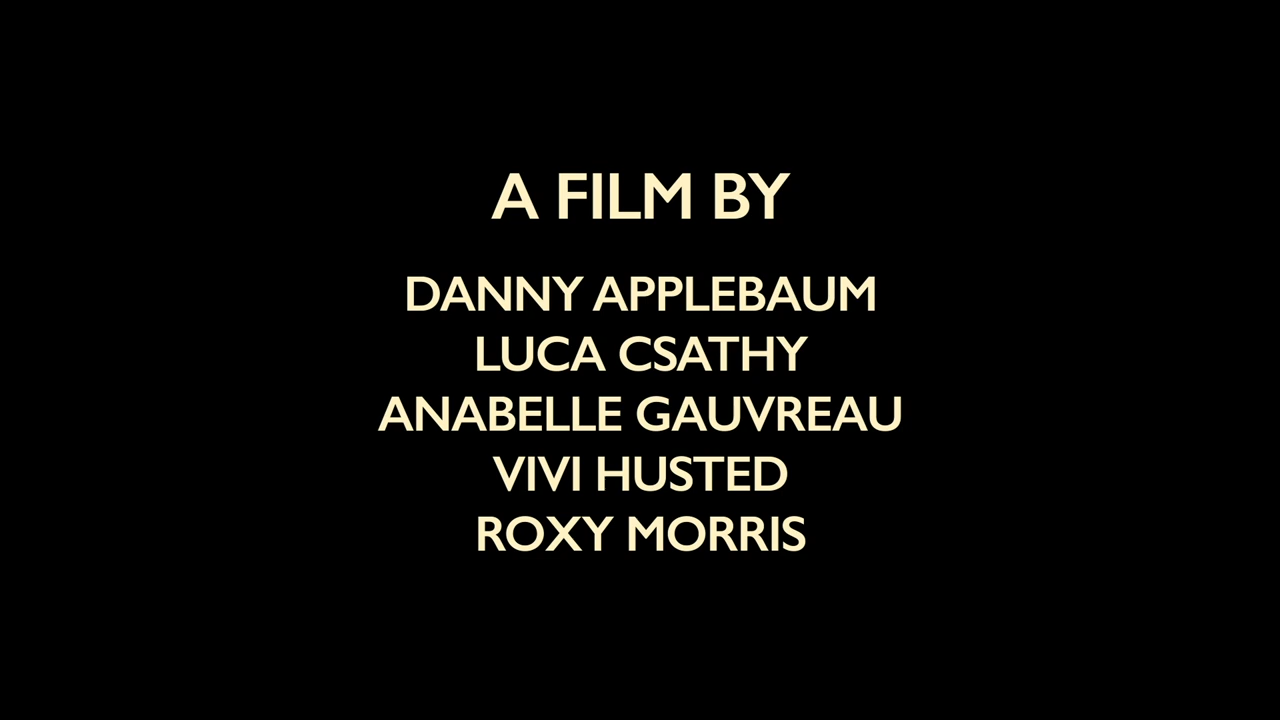 A FILM BY
DANNY APPLEBAUM
LUCA CSATHY
ANABELLE GAUVREAU
VIVI HUSTED
ROXY MORRIS